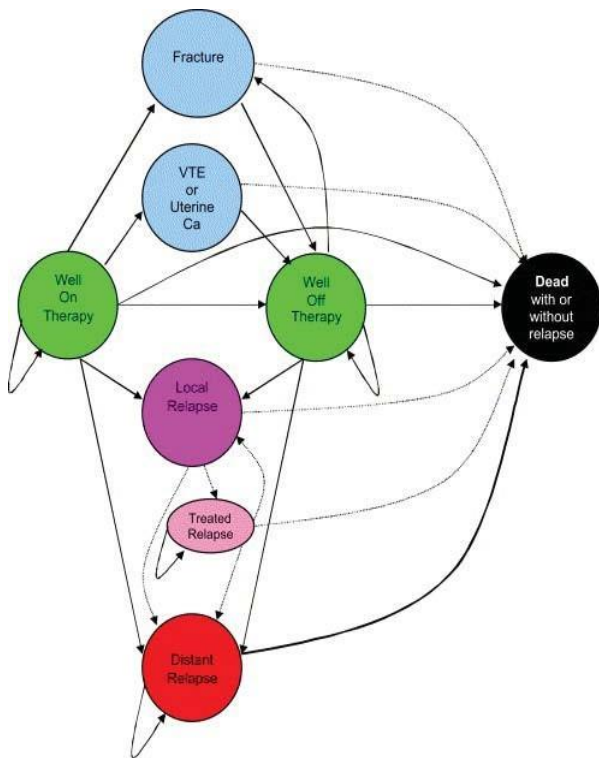 Fracture
VTE
or
Uterine
Ca
Well
On
Therapy
Well
Off
Therapy
Dead
with or
without
relapse
Local
Relapse
Treated
Relapse
Distant
Relapse